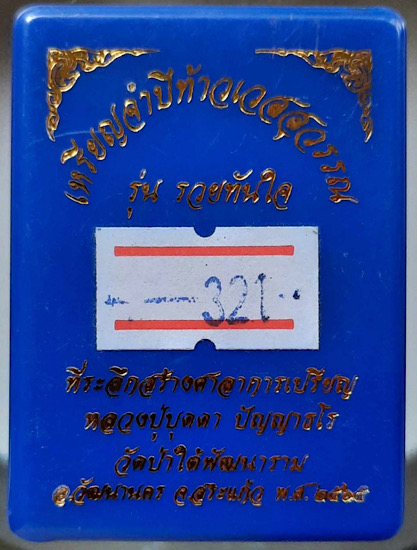 เหรียญจำปีท้าวเวสสุวรรณ
รุ่น รวยทันใจ
321
ที่ระลึกสร้างศาลาการเปรียญ
หลวงปู่บุดดา ปัญญาธโร
วัดป่าใต้พัฒนาราม
อ.วัฒนานคร จ.สระแก้ว พ.ศ.๒๕๖๕